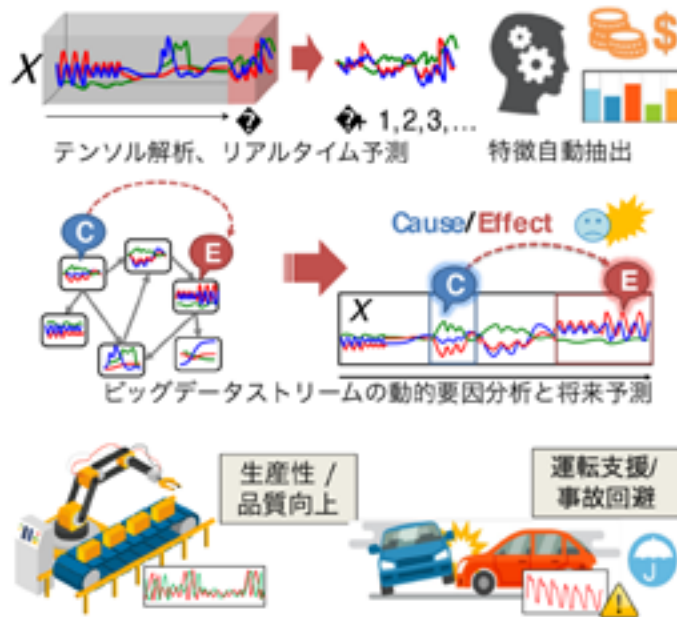 X
� �+ 1,2,3,...
テンソル解析、リアルタイム予測
特徴自動抽出
$
C
E
Cause/Effect
C
E
X
ビッグデータストリームの動的要因分析と将来予測
生産性 /
品質向上
運転支援/
事故回避